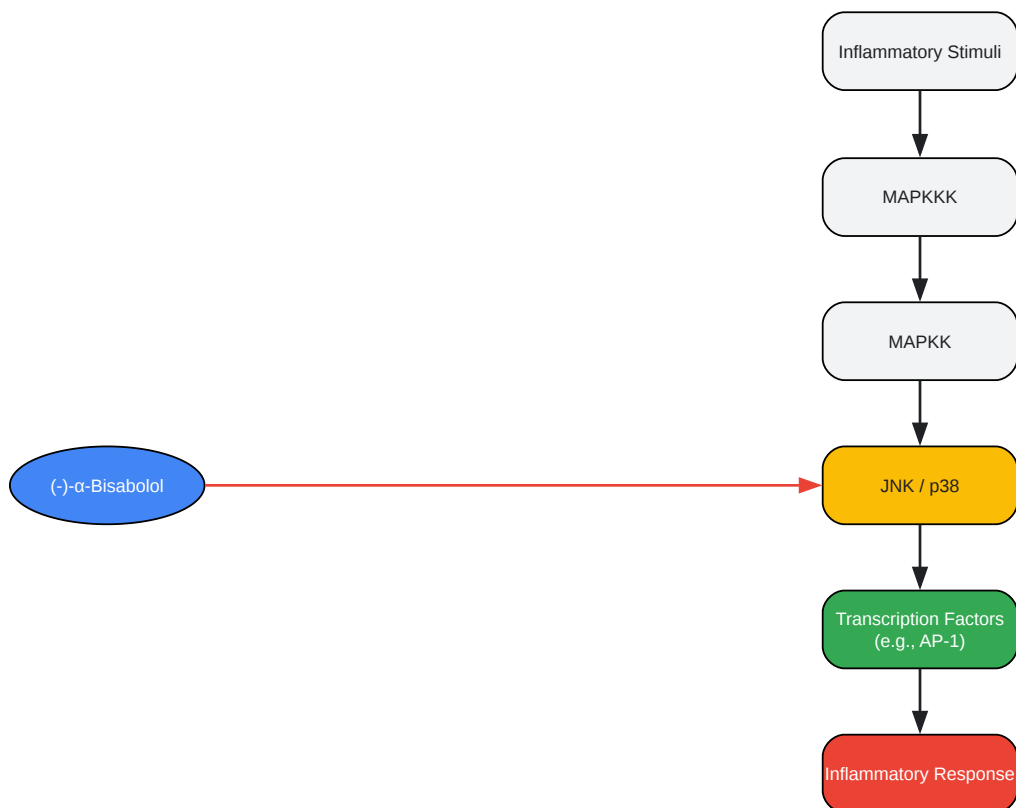 Inflammatory Stimuli
MAPKKK
MAPKK
(-)-α-Bisabolol
JNK / p38
Transcription Factors
(e.g., AP-1)
Inflammatory Response